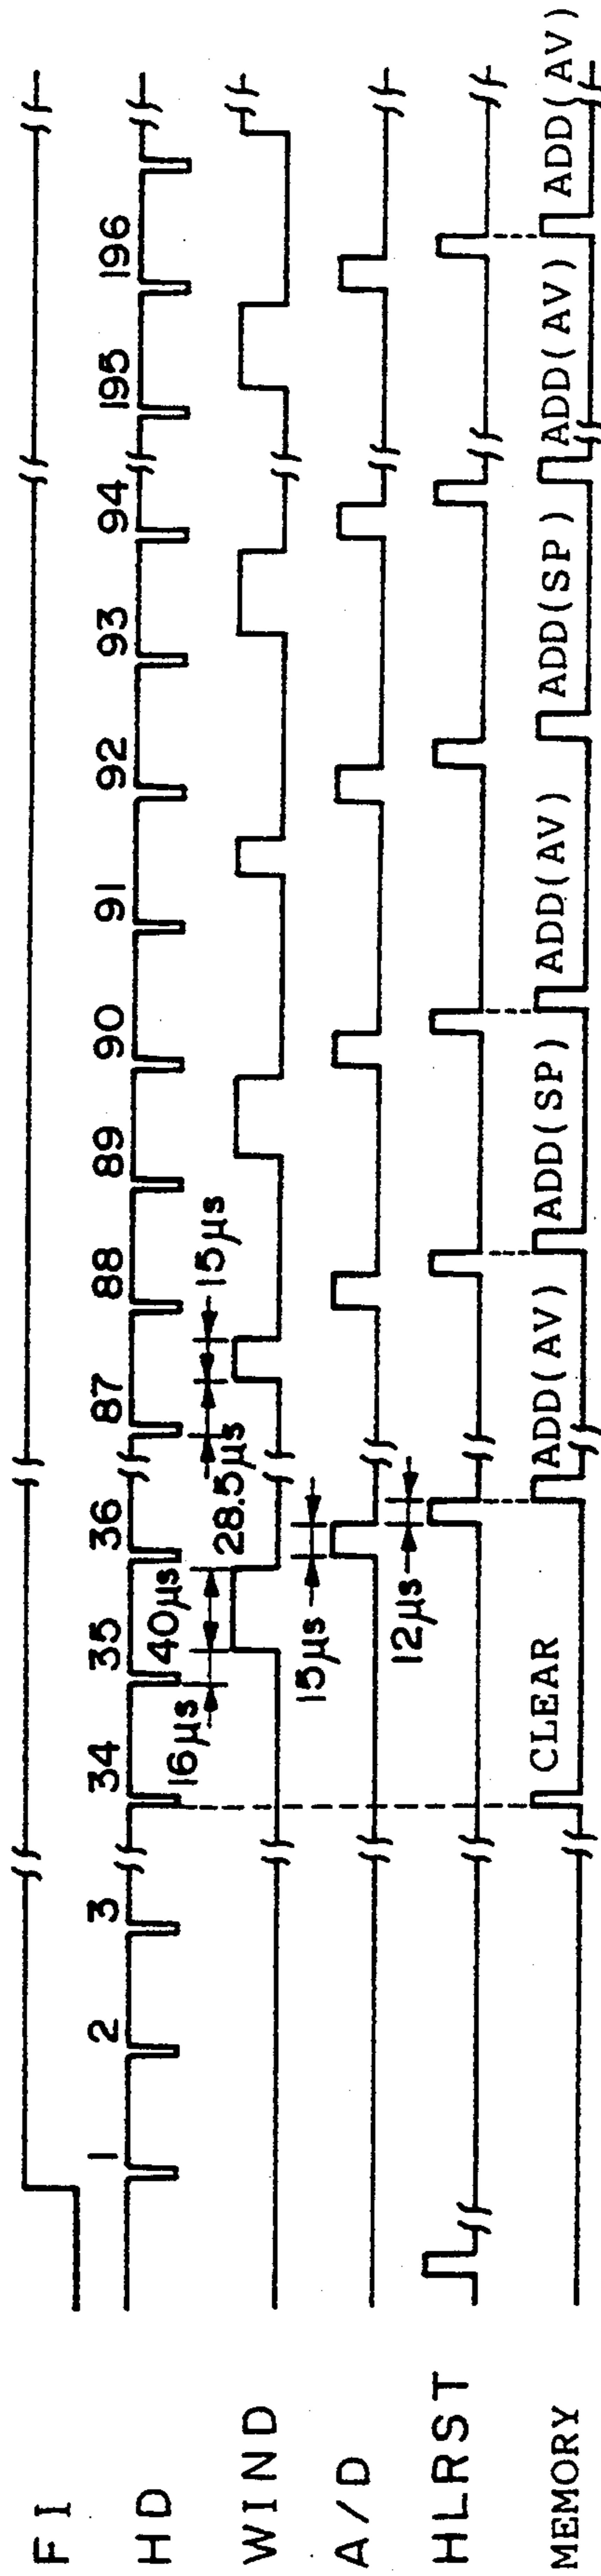 FI
HD
1 2 3 34 35 36 87 88 89 90 91 92 93 94 195 196
WIND
16μs 40μs 28.5μs 15μs
A/D
15μs
HLRST
12μs
MEMORY
CLEAR ADD(AV) ADD(SP) ADD(AV) ADD(SP) ADD(AV) ADD(AV)